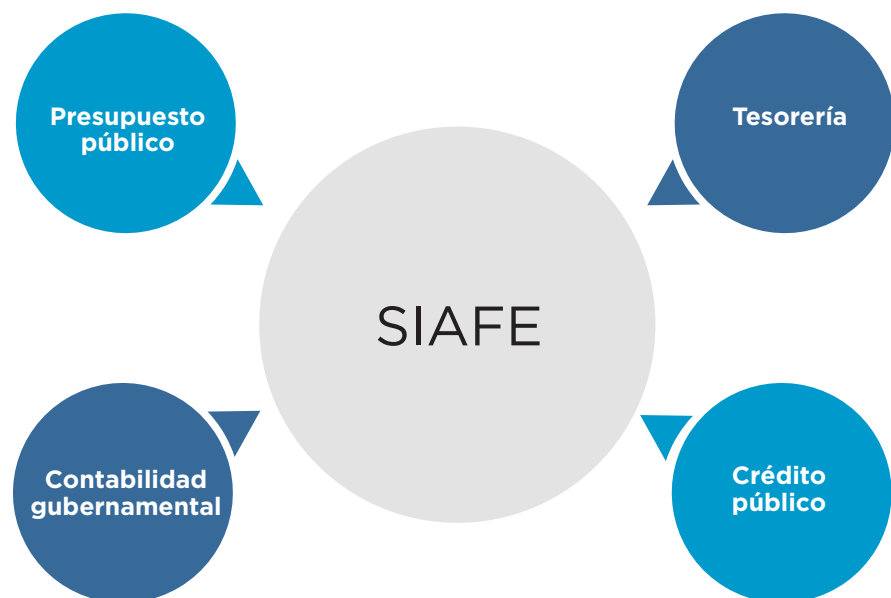 Presupuesto
público
Tesorería
SIAFE
Contabilidad
gubernamental
Crédito
público